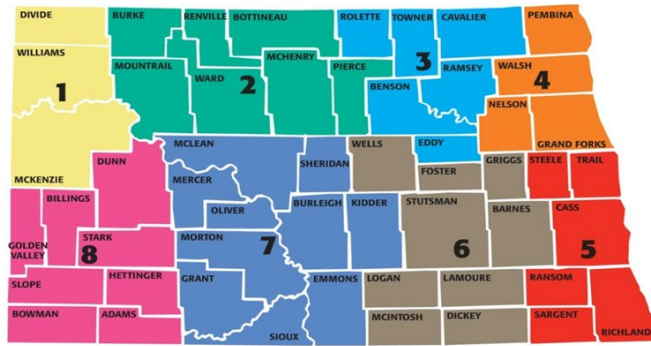 DIVIDE
BURKE
RENVILLE
BOTTINEAU
ROLETTE
TOWNER
CAVALIER
PEMBINA
WILLIAMS
1
MOUNTRAIL
WARD
2
MCHENRY
PIERCE
3
BENSON
RAMSEY
WALSH
4
NELSON
GRAND FORKS
MCKENZIE
DUNN
MCLEAN
SHERIDAN
WELLS
EDDY
FOSTER
GRIGGS
STEELE
TRAIL
BILLINGS
MERCER
OLIVER
BURLEIGH
KIDDER
STUTSMAN
BARNES
CASS
GOLDEN
VALLEY
STARK
8
MORTON
7
6
5
SLOPE
HETTINGER
GRANT
EMMONS
LOGAN
LAMOURE
RANSOM
BOWMAN
ADAMS
SIOUX
MCINTOSH
DICKEY
SARGENT
RICHLAND